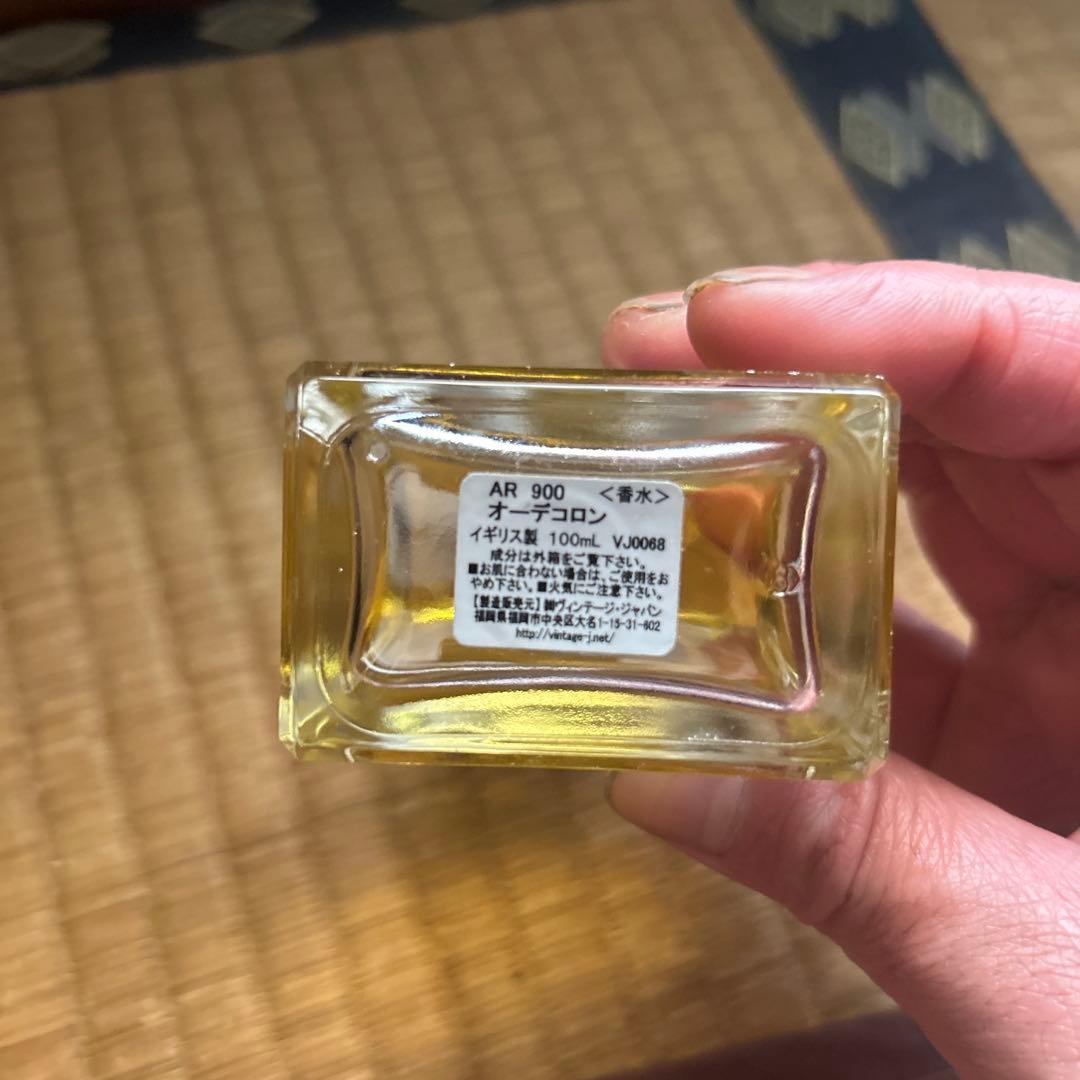 AR 900 <香水>
オーデコロン
イギリス製 100mL VJ0068
成分は外箱をご覧下さい。
■お肌に合わない場合は、ご使用をお
やめ下さい。■火気にご注意下さい。
【製造販売元】㈱ヴィンテージ・ジャパン
福岡県福岡市中央区大名1-15-31-602
http://vintage-j.net/